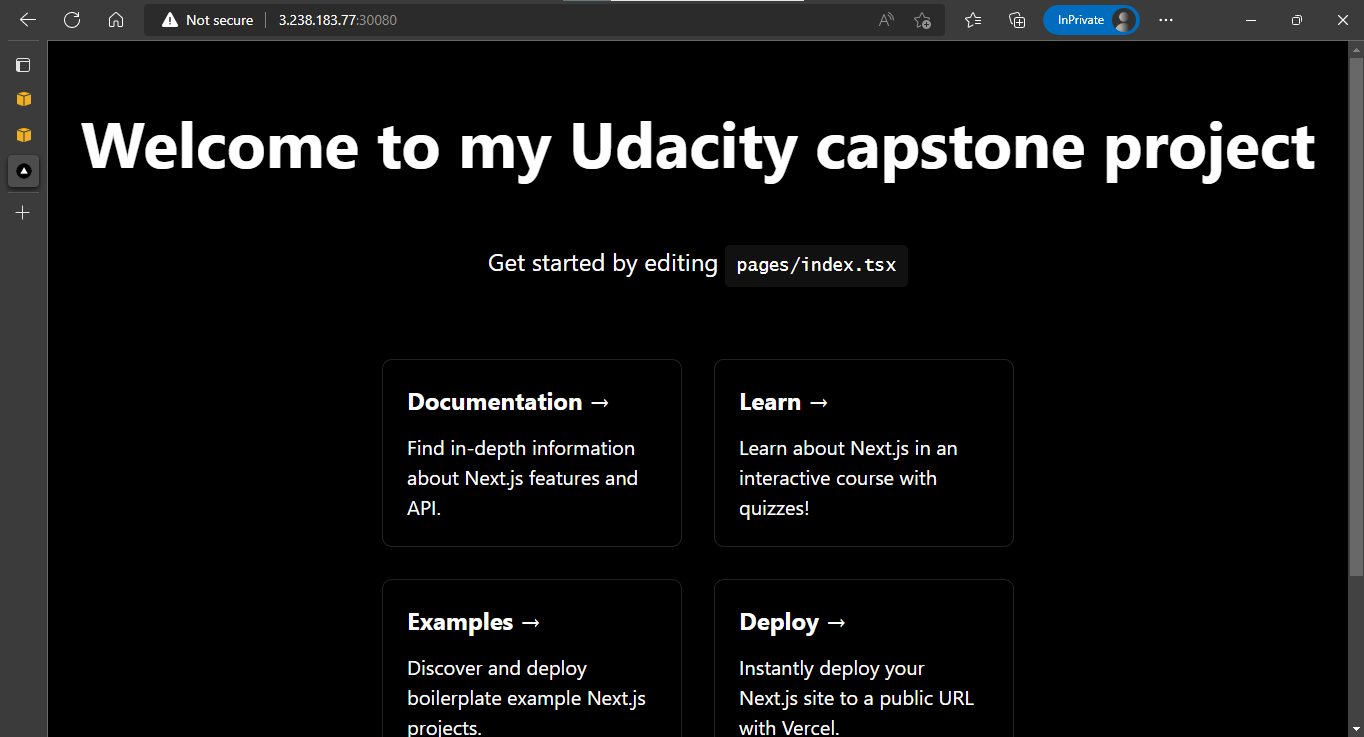 Not secure 3.238.183.77:30080 InPrivate
Welcome to my Udacity capstone project
Get started by editing pages/index.tsx
Documentation →
Find in-depth information
about Next.js features and
API.
Learn →
Learn about Next.js in an
interactive course with
quizzes!
Examples →
Discover and deploy
boilerplate example Next.js
projects.
Deploy →
Instantly deploy your
Next.js site to a public URL
with Vercel.